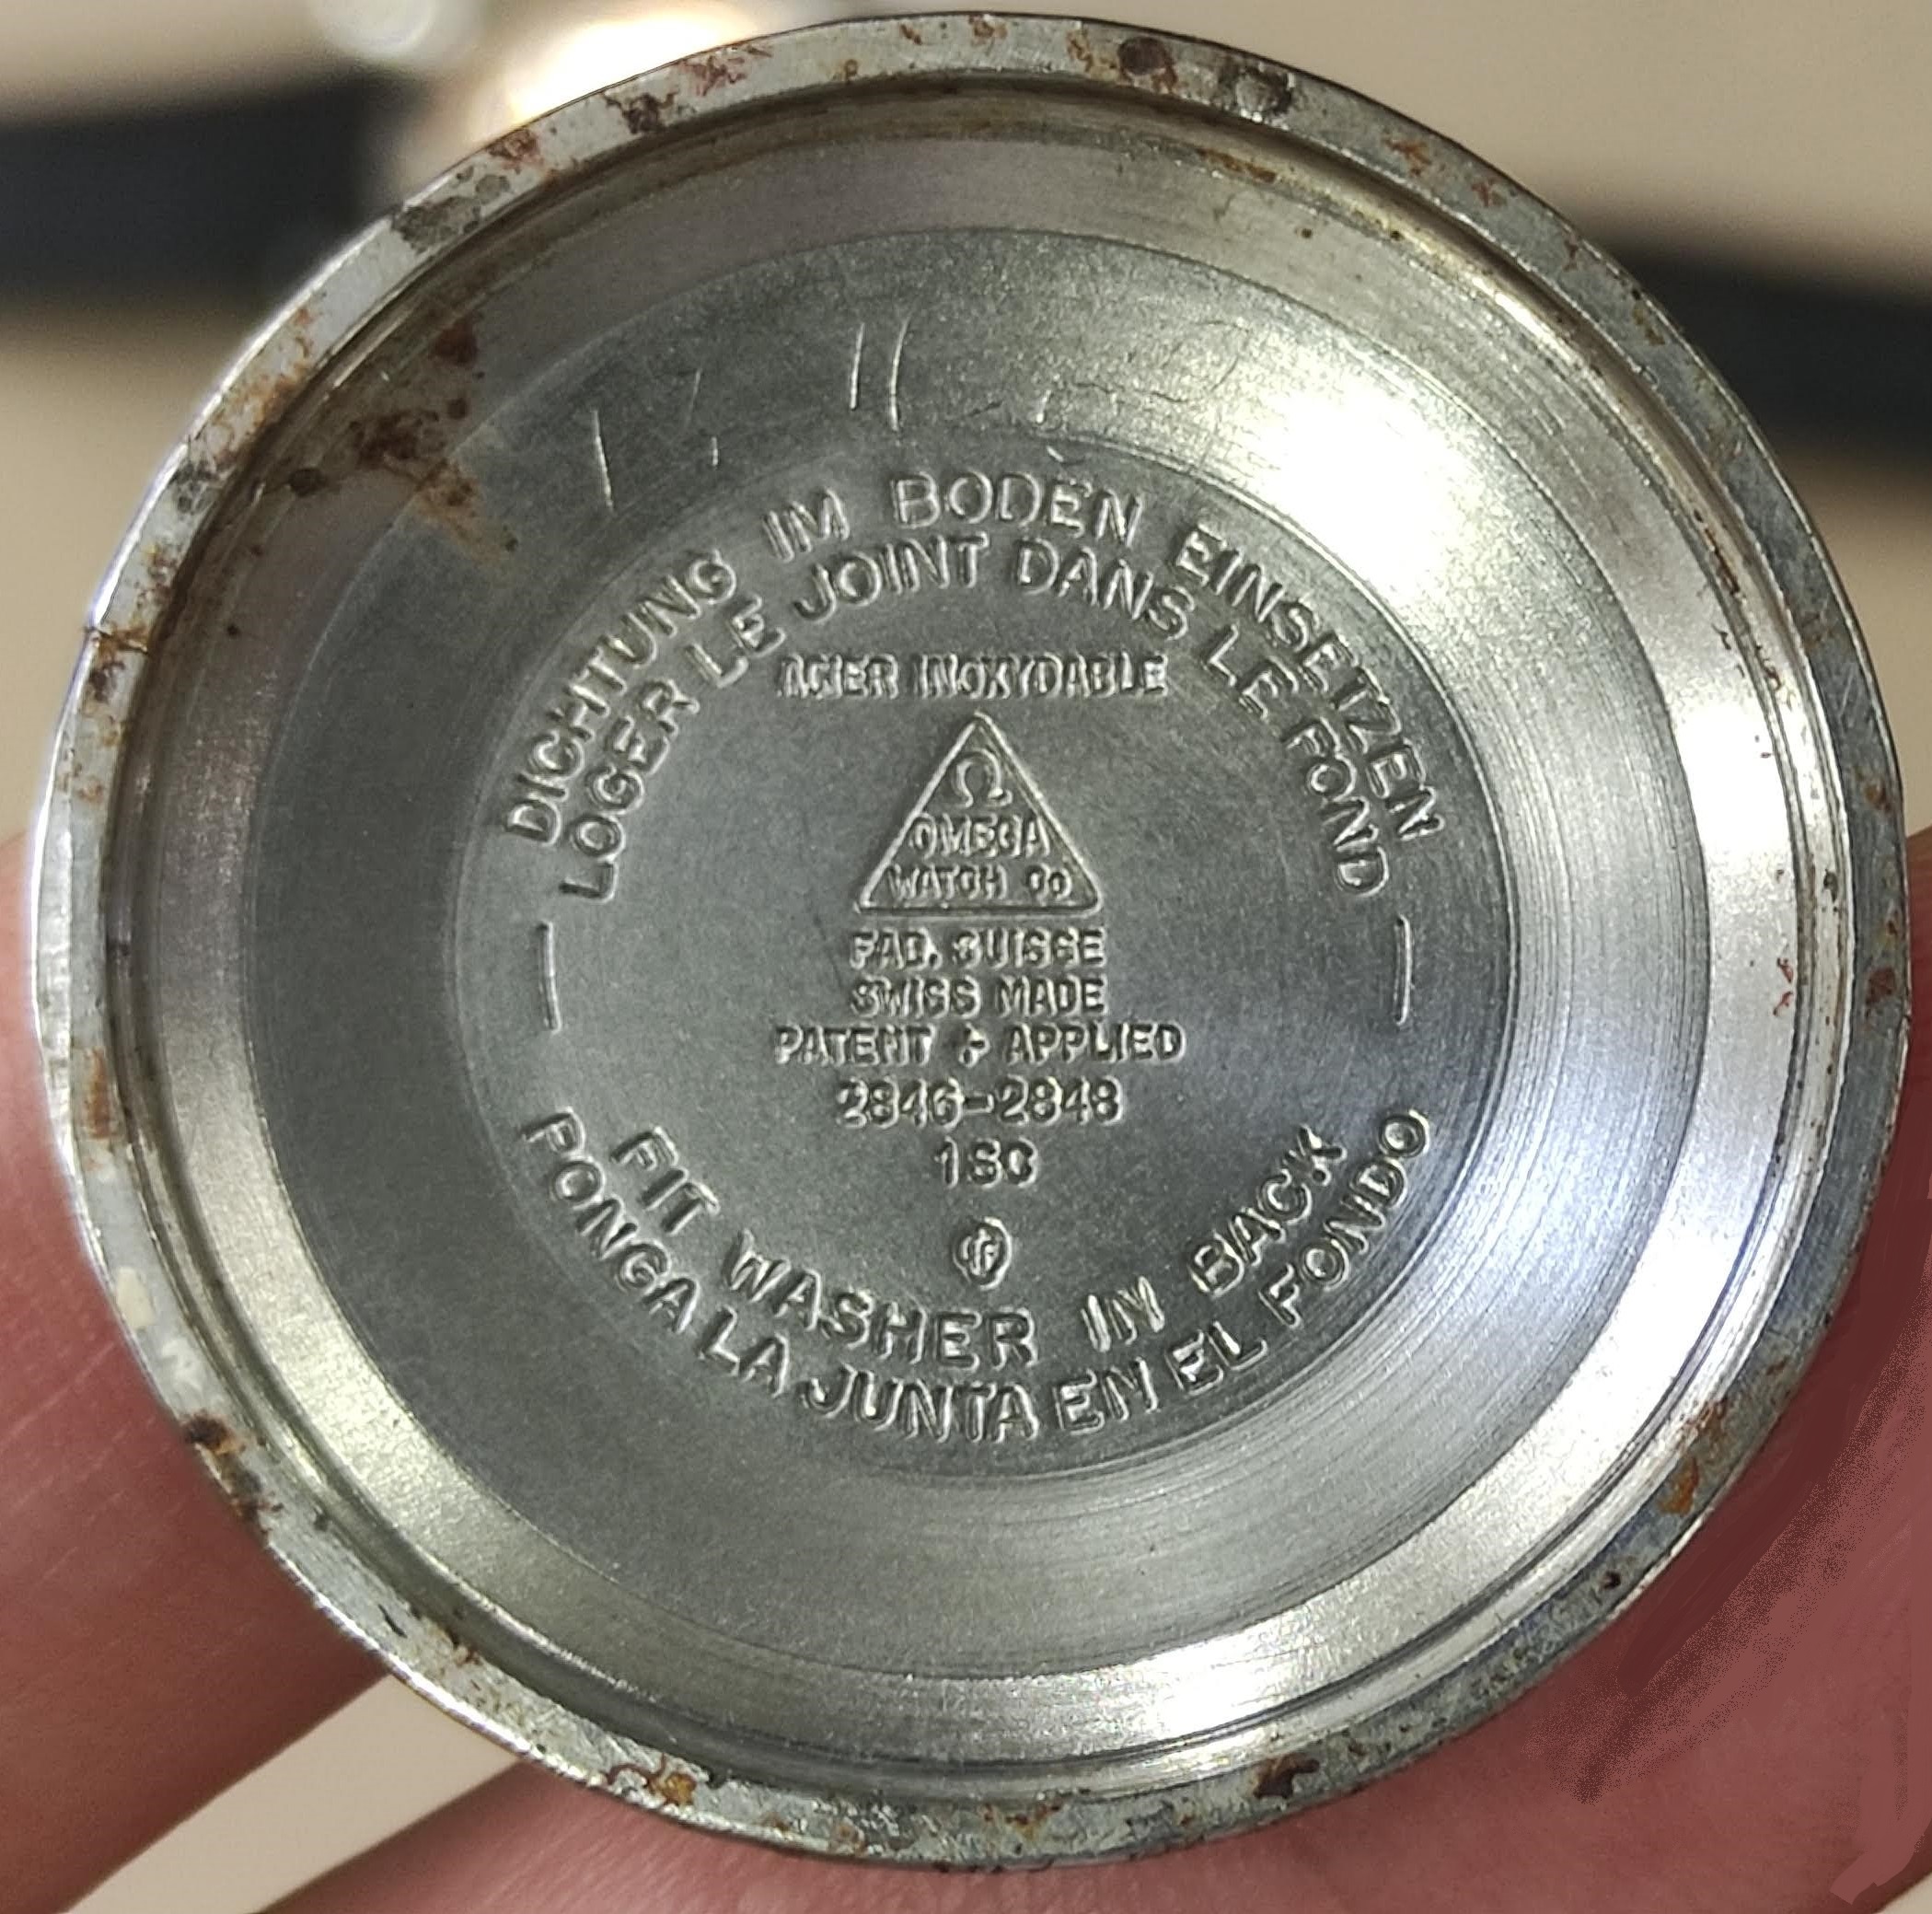 DICHTUNG IM BODEN EINSETZEN
LOGER LE JOINT DANS LE FOND
ACIER INOXYDABLE
Ω
OMEGA
WATCH Co
FAB. SUISSE
SWISS MADE
PATENT + APPLIED
2846-2848
1SC
FIT WASHER IN BACK
PONGA LA JUNTA EN EL FONDO